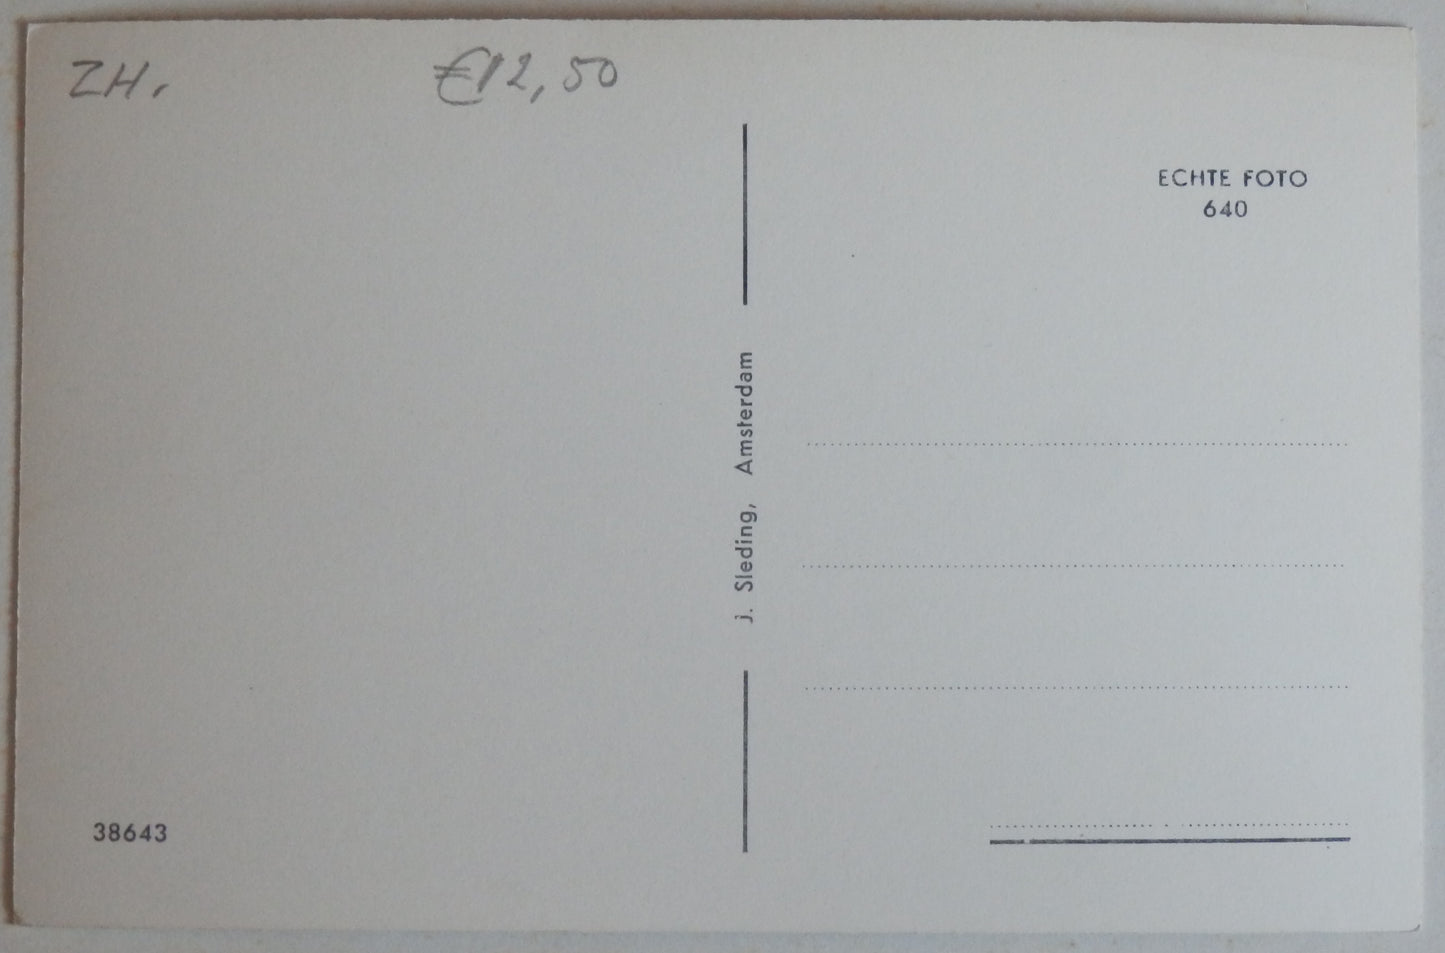 ZH.
€12,50
ECHTE FOTO
640
J. Sleding, Amsterdam
38643